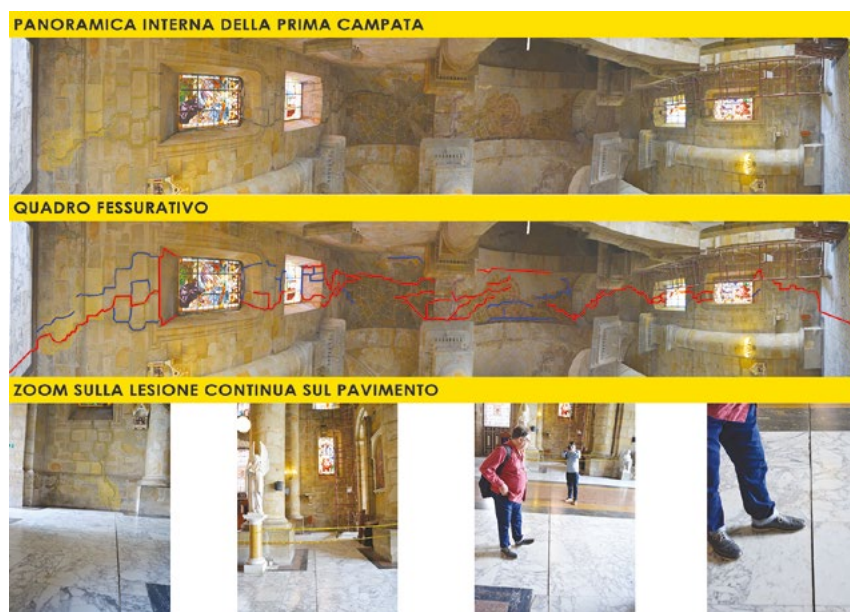 PANORAMICA INTERNA DELLA PRIMA CAMPATA
QUADRO FESSURATIVO
ZOOM SULLA LESIONE CONTINUA SUL PAVIMENTO